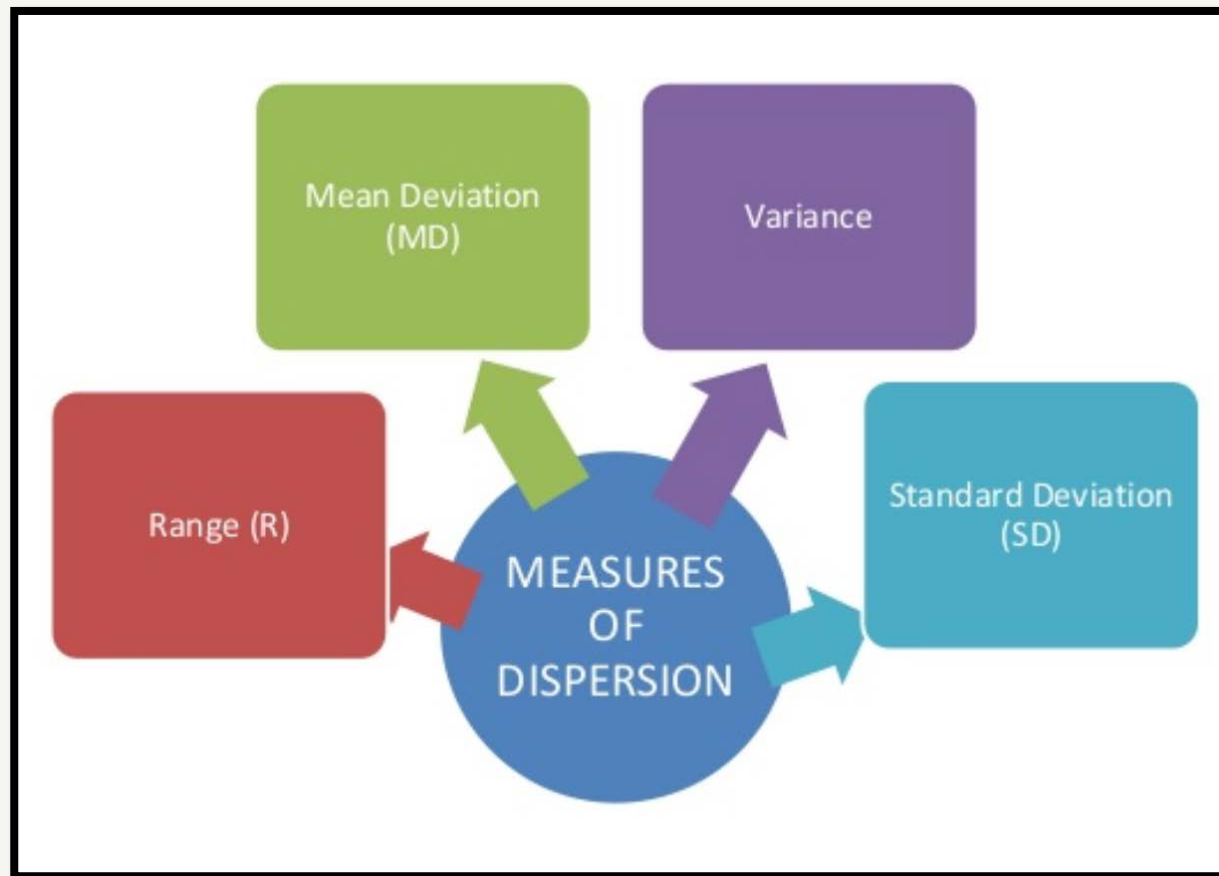 Mean Deviation
(MD)
Variance
Range (R)
Standard Deviation
(SD)
MEASURES
OF
DISPERSION